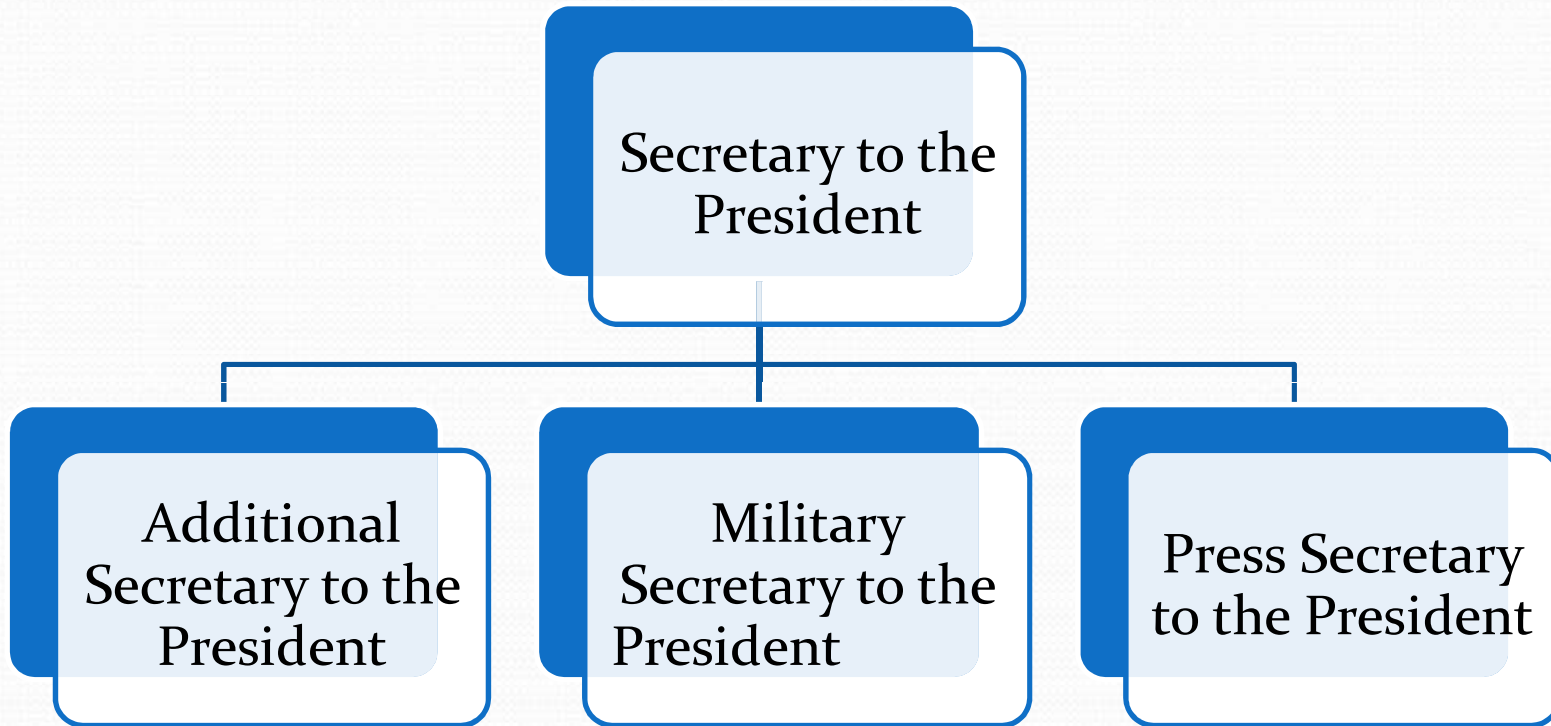 Secretary to the
President
Additional
Secretary to the
President
Military
Secretary to the
President
Press Secretary
to the President